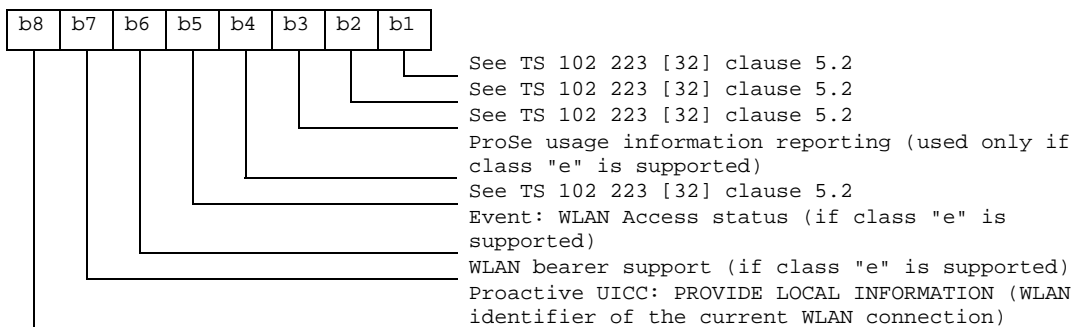 b8 b7 b6 b5 b4 b3 b2 b1
See TS 102 223 [32] clause 5.2
See TS 102 223 [32] clause 5.2
See TS 102 223 [32] clause 5.2
ProSe usage information reporting (used only if
class "e" is supported)
See TS 102 223 [32] clause 5.2
Event: WLAN Access status (if class "e" is
supported)
WLAN bearer support (if class "e" is supported)
Proactive UICC: PROVIDE LOCAL INFORMATION (WLAN
identifier of the current WLAN connection)